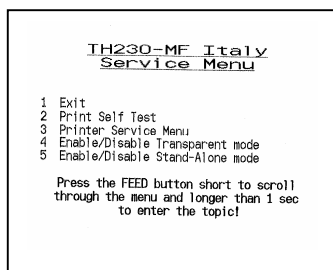 TH230-MF Italy
Service Menu
1 Exit
2 Print Self Test
3 Printer Service Menu
4 Enable/Disable Transparent mode
5 Enable/Disable Stand-Alone mode
Press the FEED button short to scroll
through the menu and longer than 1 sec
to enter the topic!